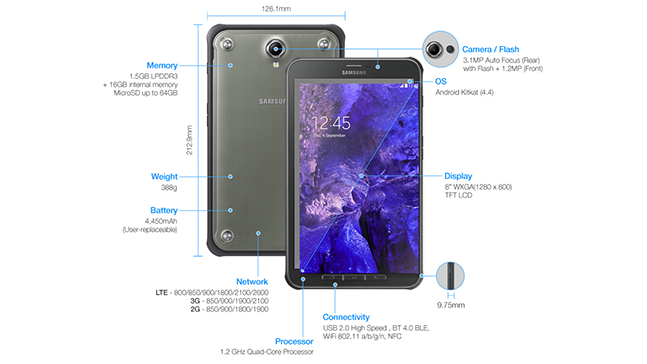 126.1mm
212.9mm
Memory
1.5GB LPDDR3
+ 16GB internal memory
MicroSD up to 64GB
Weight
388g
Battery
4,450mAh
(User-replaceable)
Network
LTE - 800/850/900/1800/2100/2600
3G - 850/900/1900/2100
2G - 850/900/1800/1900
Processor
1.2 GHz Quad-Core Processor
SAMSUNG
SAMSUNG
12:45
Thu, 4 September
Camera / Flash
3.1MP Auto Focus (Rear)
with Flash + 1.2MP (Front)
OS
Android Kitkat (4.4)
Display
8" WXGA(1280 x 800)
TFT LCD
9.75mm
Connectivity
USB 2.0 High Speed , BT 4.0 BLE,
WiFi 802.11 a/b/g/n, NFC